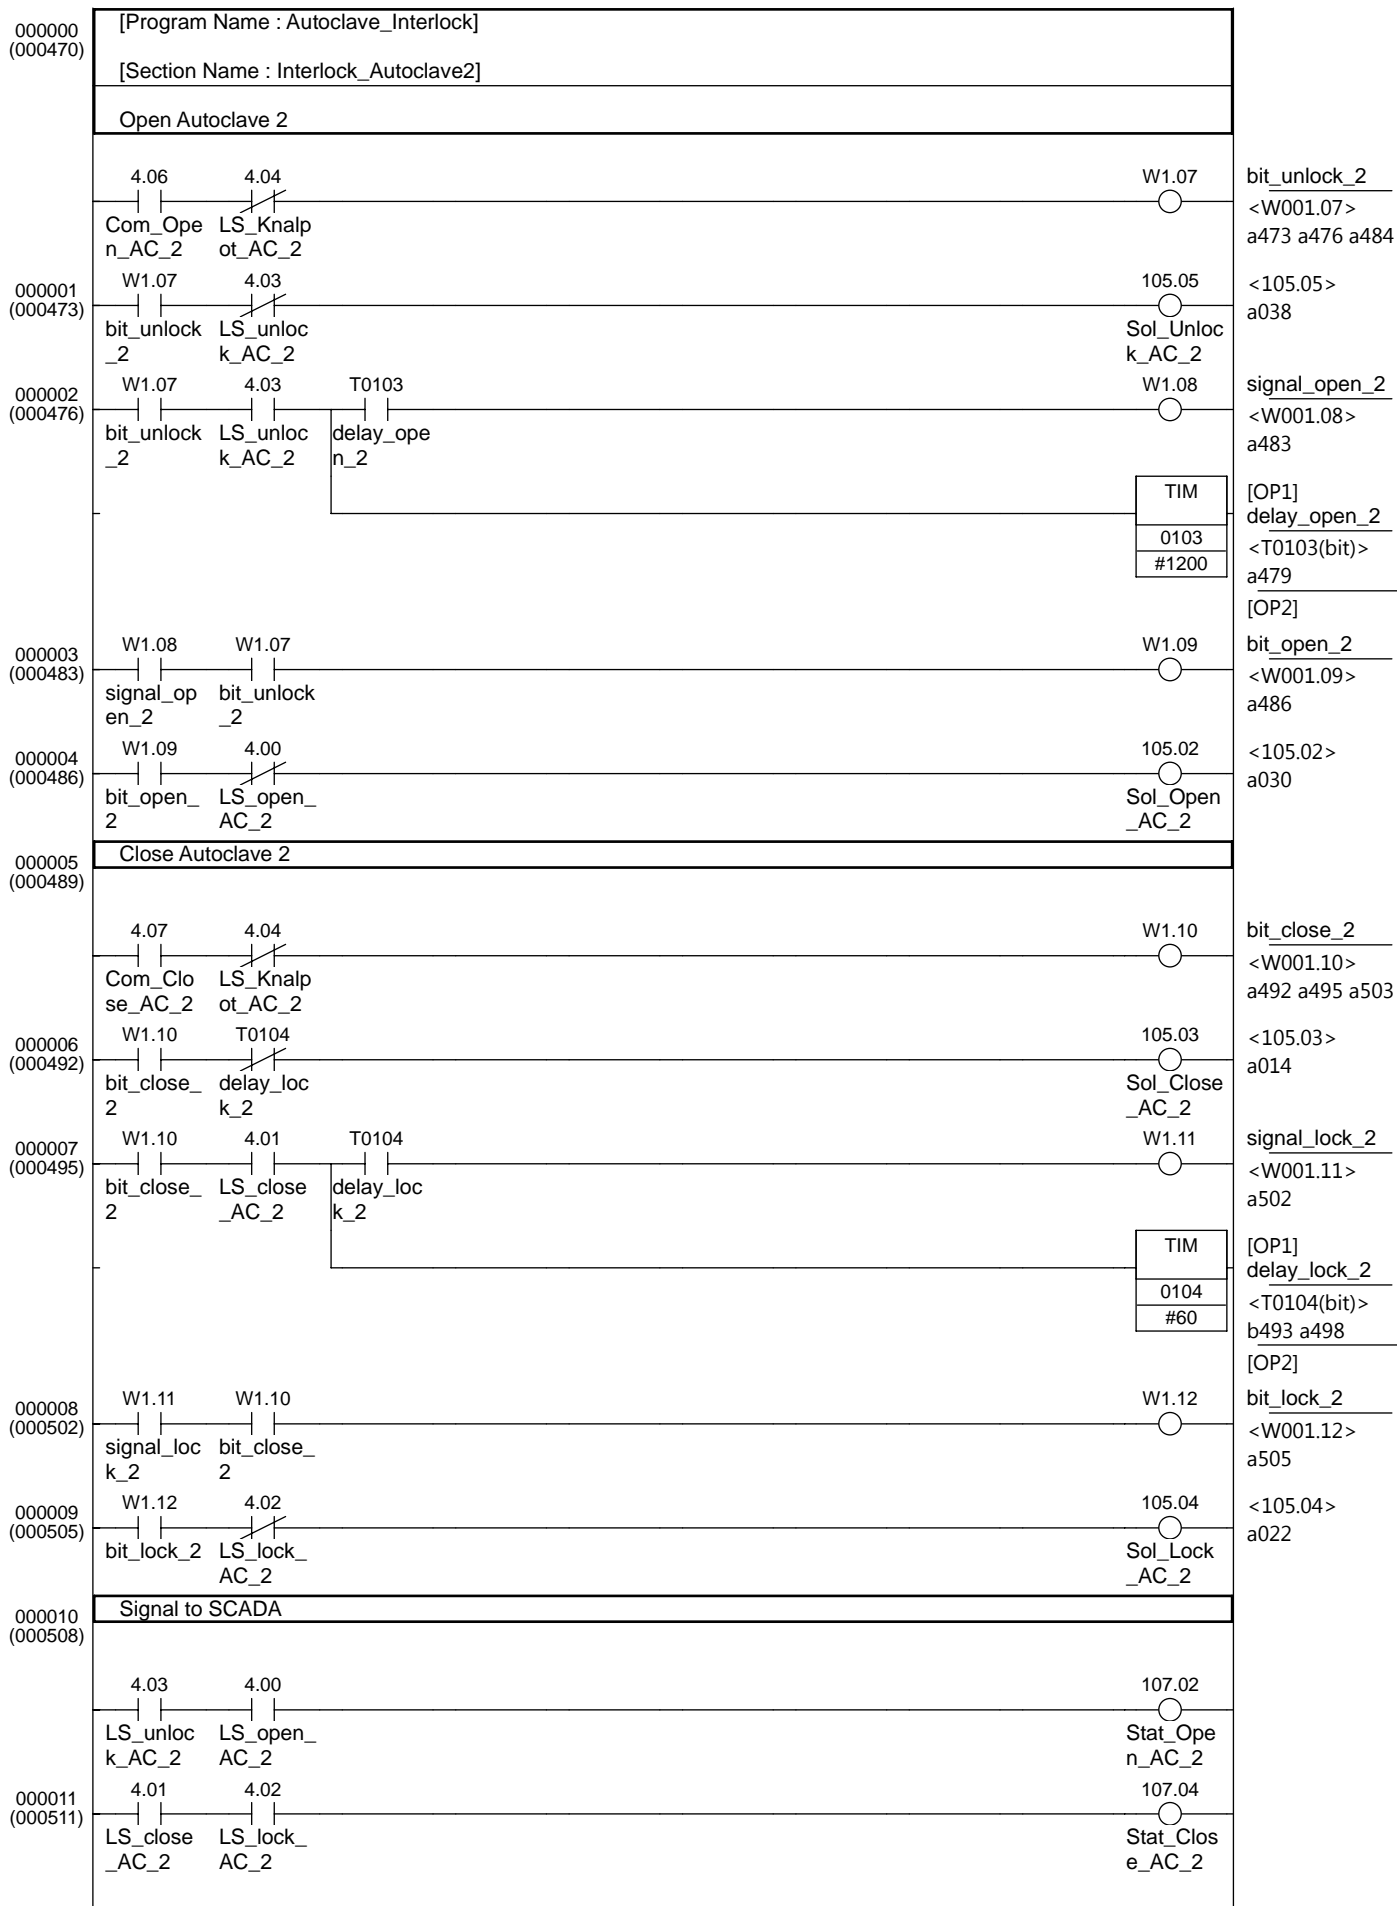 [Program Name : Autoclave_Interlock]
000000
(000470)
[Section Name : Interlock_Autoclave2]
Open Autoclave 2
4.06 4.04 W1.07 bit_unlock_2
<W001.07>
Com_Ope LS_Knalp
n_AC_2 ot_AC_2 a473 a476 a484
W1.07 4.03 105.05 <105.05>
000001
(000473) a038
bit_unlock LS_unloc Sol_Unloc
_2 k_AC_2 k_AC_2
W1.07 4.03 T0103 W1.08 signal_open_2
000002
(000476) <W001.08>
bit_unlock LS_unloc delay_ope a483
_2 k_AC_2 n_2
TIM [OP1]
delay_open_2
0103 <T0103(bit)>
#1200 a479
[OP2]
W1.08 W1.07 W1.09 bit_open_2
000003
(000483) <W001.09>
signal_op bit_unlock a486
en_2 _2
W1.09 4.00 105.02 <105.02>
000004
(000486) a030
bit_open_ LS_open_ Sol_Open
2 AC_2 _AC_2
Close Autoclave 2
000005
(000489)
4.07 4.04 W1.10 bit_close_2
<W001.10>
Com_Clo LS_Knalp
se_AC_2 ot_AC_2 a492 a495 a503
W1.10 T0104 105.03 <105.03>
000006
(000492) a014
bit_close_ delay_loc Sol_Close
2 k_2 _AC_2
W1.10 4.01 T0104 W1.11 signal_lock_2
000007
(000495) <W001.11>
bit_close_ LS_close delay_loc a502
2 _AC_2 k_2
TIM [OP1]
delay_lock_2
0104 <T0104(bit)>
#60 b493 a498
[OP2]
W1.11 W1.10 W1.12 bit_lock_2
000008
(000502) <W001.12>
signal_loc bit_close_ a505
k_2 2
W1.12 4.02 105.04 <105.04>
000009
(000505) a022
bit_lock_2 LS_lock_ Sol_Lock
AC_2 _AC_2
Signal to SCADA
000010
(000508)
4.03 4.00 107.02
LS_unloc LS_open_ Stat_Ope
k_AC_2 AC_2 n_AC_2
4.01 4.02 107.04
000011
(000511)
LS_close LS_lock_ Stat_Clos
_AC_2 AC_2 e_AC_2